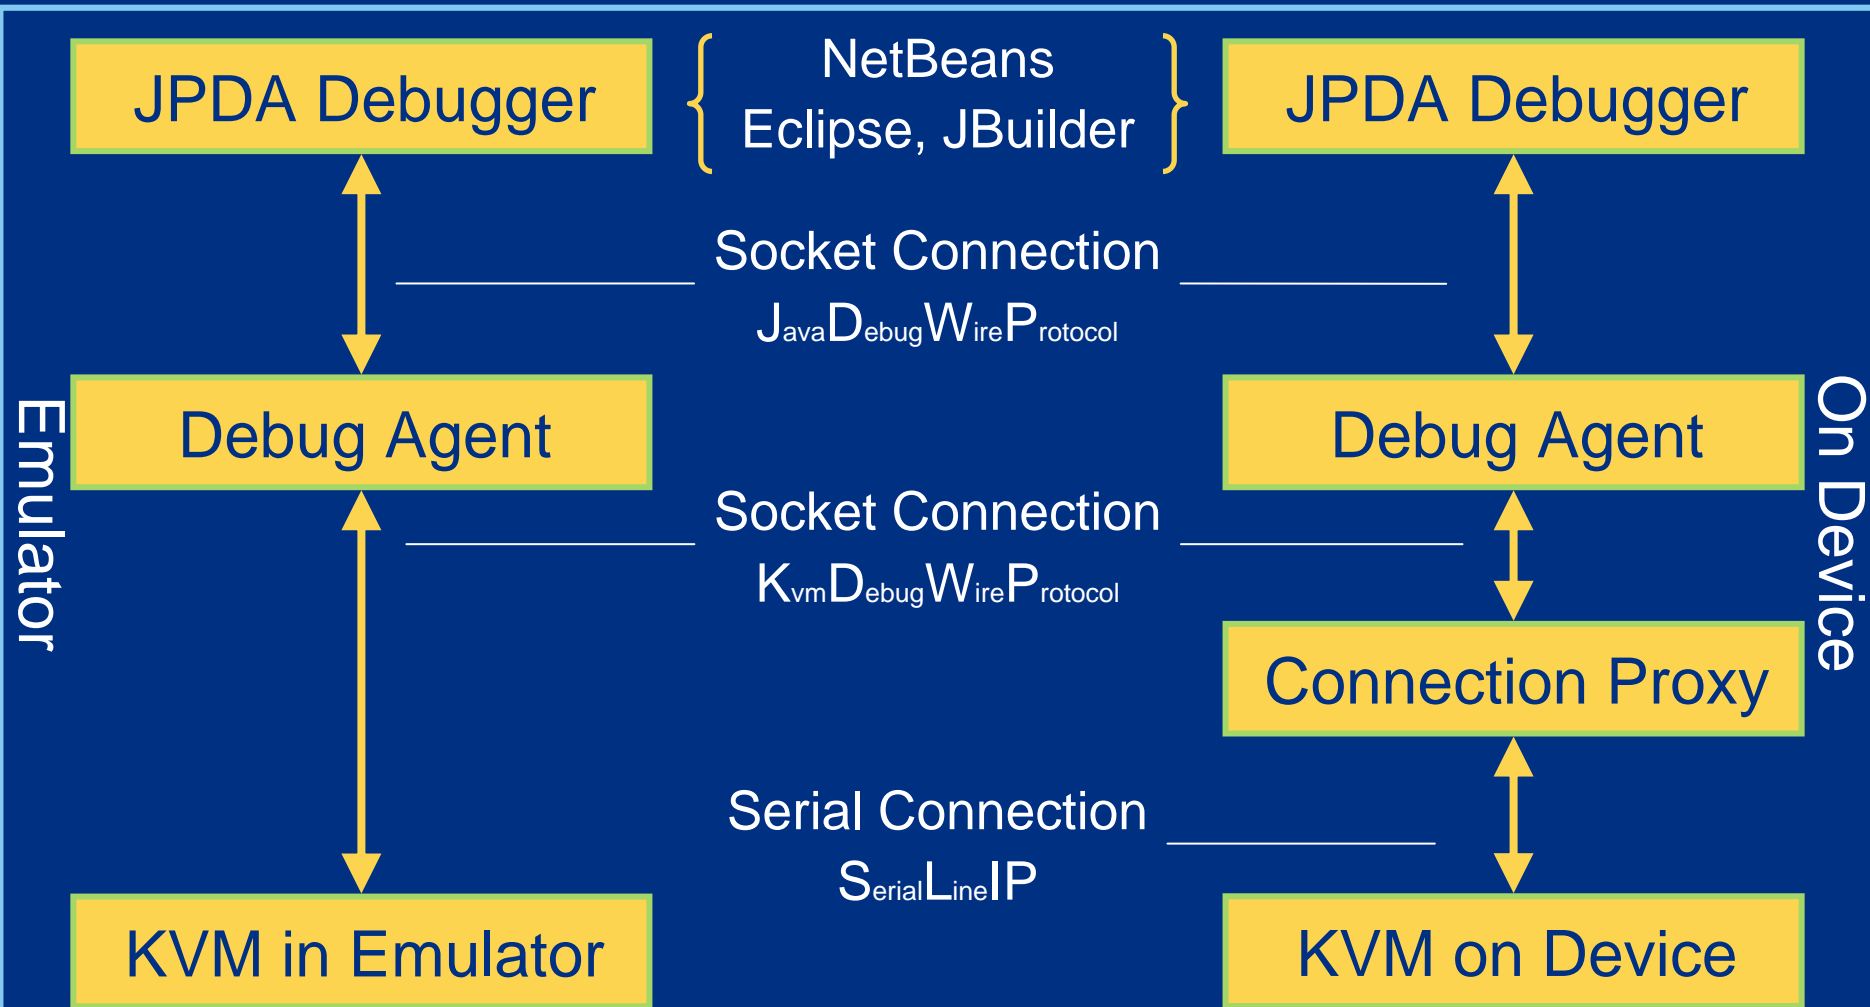 JPDA Debugger
NetBeans
Eclipse, JBuilder
JPDA Debugger
Socket Connection
JavaDebugWireProtocol
Emulator
Debug Agent
Debug Agent
On Device
Socket Connection
KvmDebugWireProtocol
Connection Proxy
Serial Connection
SerialLineIP
KVM in Emulator
KVM on Device